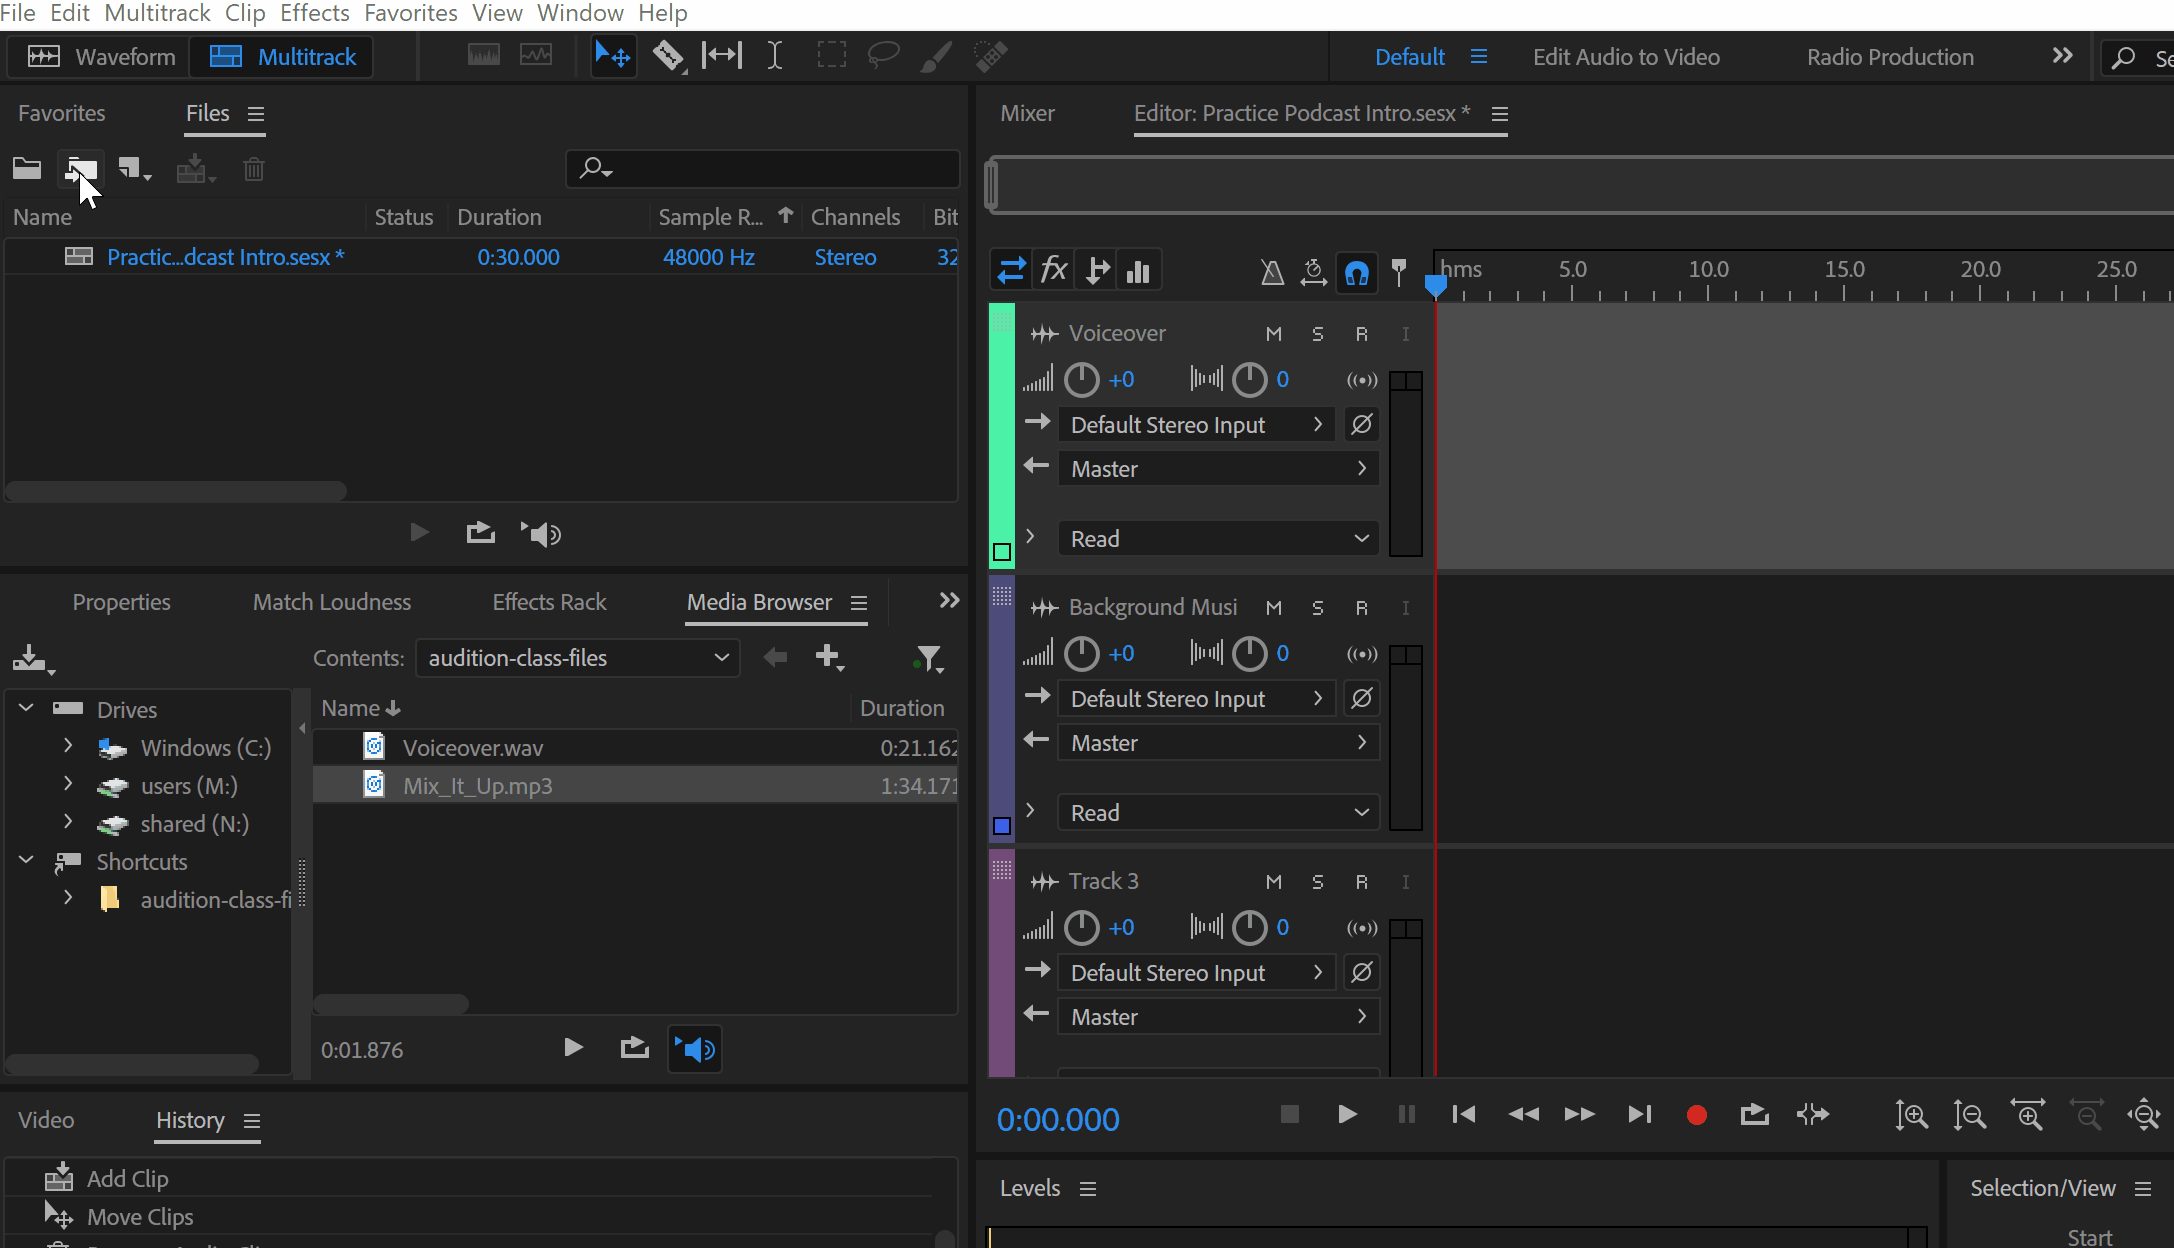 File Edit Multitrack Clip Effects Favorites View Window Help
Waveform Multitrack Default Edit Audio to Video Radio Production
Favorites Files
Name Status Duration Sample R... Channels Bit
Practic...dcast Intro.sesx * 0:30.000 48000 Hz Stereo 32
Properties Match Loudness Effects Rack Media Browser
Contents: audition-class-files
Drives
Windows (C:)
users (M:)
shared (N:)
Shortcuts
audition-class-fi
Name Duration
Voiceover.wav 0:21.162
Mix_It_Up.mp3 1:34.171
0:01.876
Video History
Add Clip
Move Clips
Mixer Editor: Practice Podcast Intro.sesx *
fx hms 5.0 10.0 15.0 20.0 25.0
Voiceover M S R I
+0 0
Default Stereo Input
Master
Read
Background Musi M S R I
+0 0
Default Stereo Input
Master
Read
Track 3 M S R I
+0 0
Default Stereo Input
Master
0:00.000
Levels
Selection/View
Start